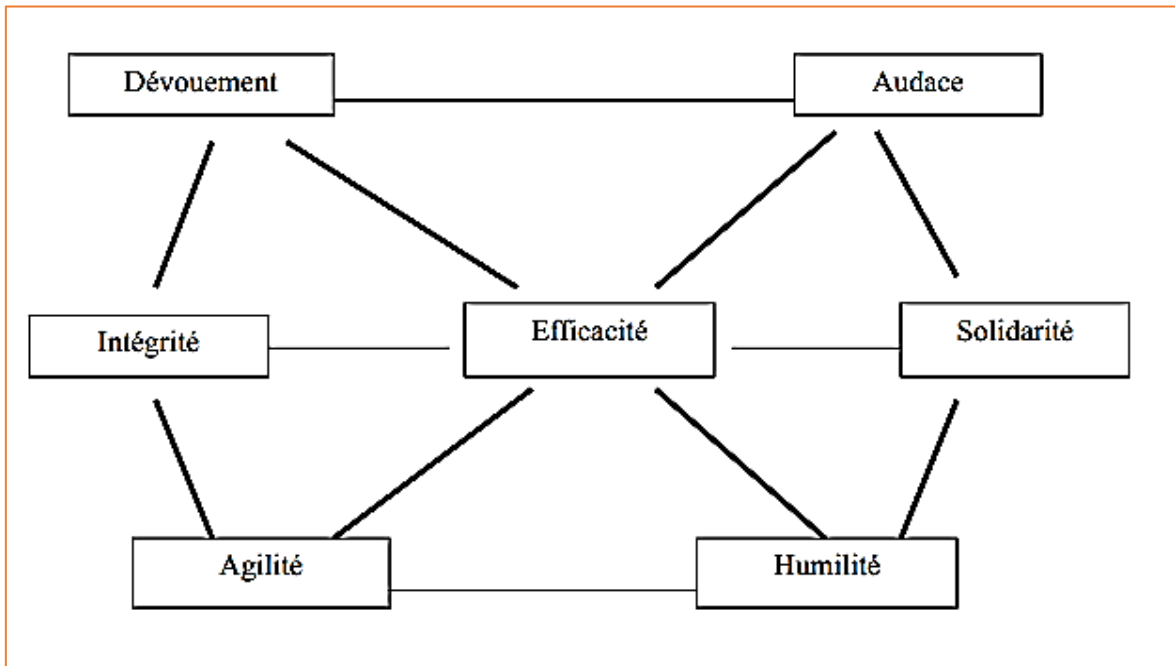 Dévouement
Audace
Intégrité
Efficacité
Solidarité
Agilité
Humilité